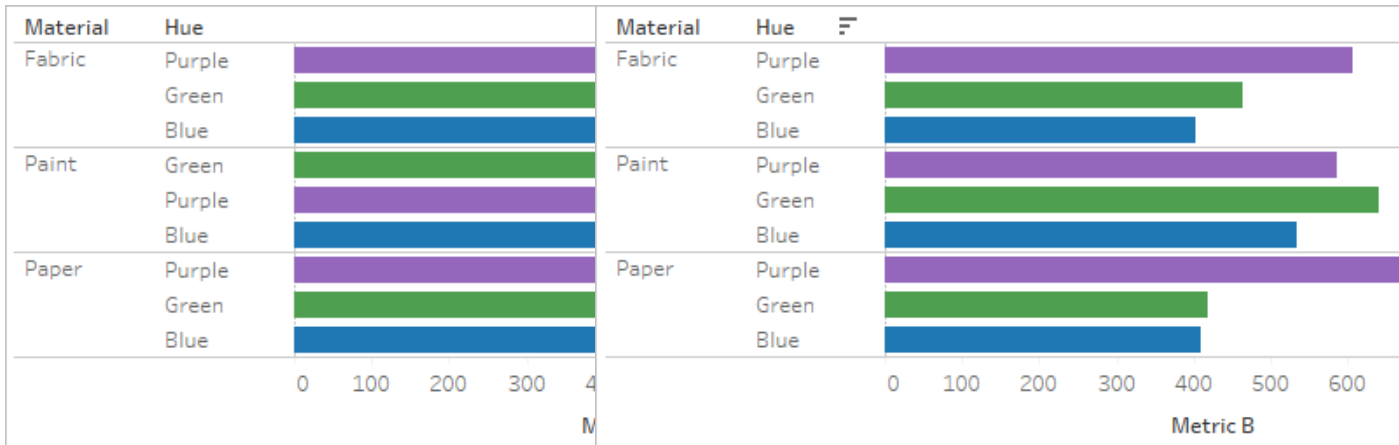 Material Hue
Fabric Purple
Green
Blue
Paint Green
Purple
Blue
Paper Purple
Green
Blue
0 100 200 300
Material Hue
Fabric Purple
Green
Blue
Paint Purple
Green
Blue
Paper Purple
Green
Blue
0 100 200 300 400 500 600
Metric B